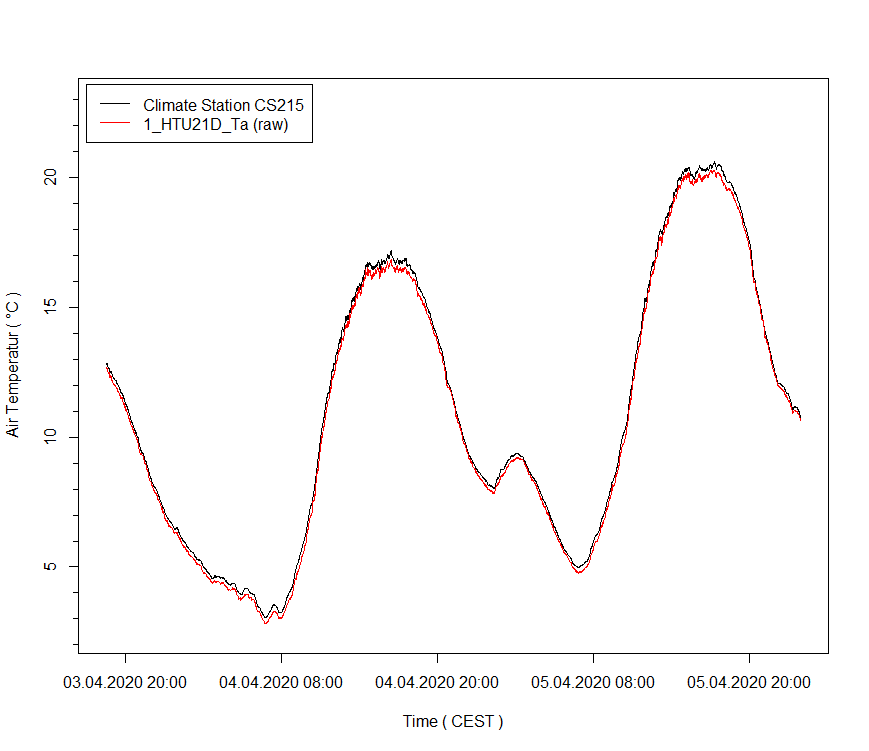 Climate Station CS215
1_HTU21D_Ta (raw)
20
15
10
5
Air Temperatur ( °C )
03.04.2020 20:00
04.04.2020 08:00
04.04.2020 20:00
05.04.2020 08:00
05.04.2020 20:00
Time ( CEST )